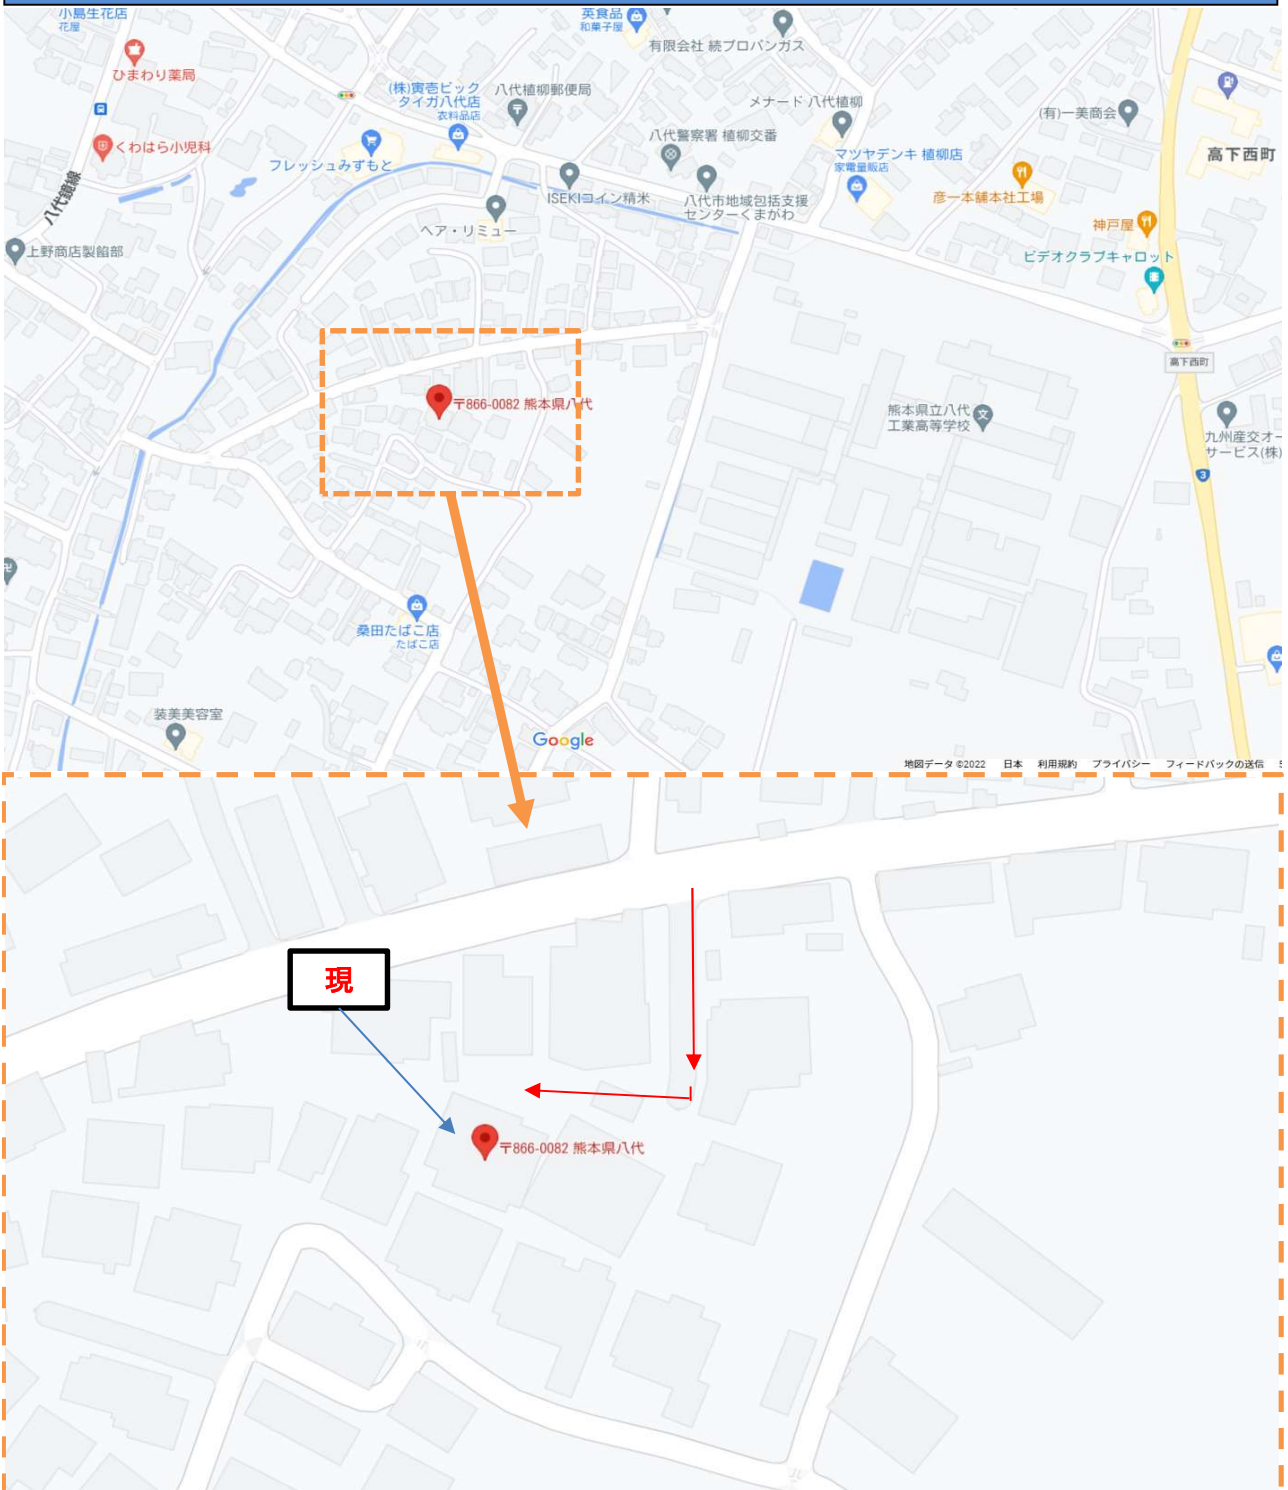 小島生花店
花屋
英食品
和菓子屋
有限会社 続プロパンガス
ひまわり薬局
(株)寅壱ビック
タイガ八代店
衣料品店
八代植柳郵便局
メナード 八代植柳
(有)一美商会
くわはら小児科
フレッシュみずもと
八代警察署 植柳交番
マツヤデンキ 植柳店
家電量販店
高下西町
八代鏡線
ISEKIコイン精米
八代市地域包括支援
センターくまがわ
彦一本舗本社工場
ヘア・リミュー
神戸屋
上野商店製餡部
ビデオクラブキャロット
高下西町
〒866-0082 熊本県八代
熊本県立八代
工業高等学校
九州産交オー
サービス(株)
3
桑田たばこ店
たばこ店
装美美容室
Google
地図データ ©2022 日本 利用規約 プライバシー フィードバックの送信
現
〒866-0082 熊本県八代